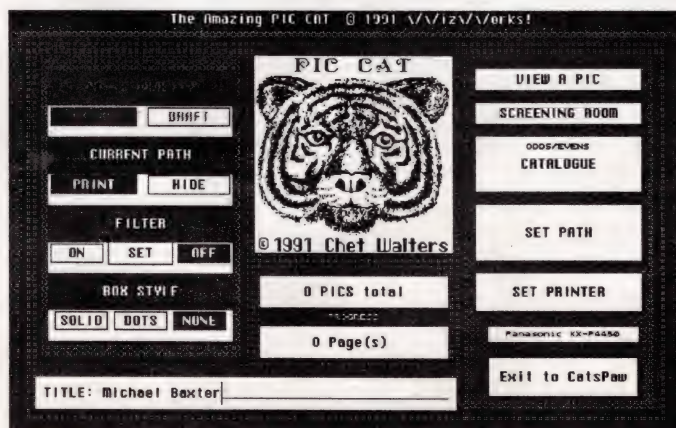 The Amazing PIC CAT © 1991 \/\/iz\/\/orks!
DRAFT
CURRENT PATH
PRINT HIDE
FILTER
ON SET OFF
BOX STYLE
SOLID DOTS NONE
PIC CAT
© 1991 Chet Walters
0 PICS total
PROGRESS
0 Page(s)
VIEW A PIC
SCREENING ROOM
ODDS/EVENS
CATALOGUE
SET PATH
SET PRINTER
Panasonic KX-P4450
Exit to CatsPaw
TITLE: Michael Baxter